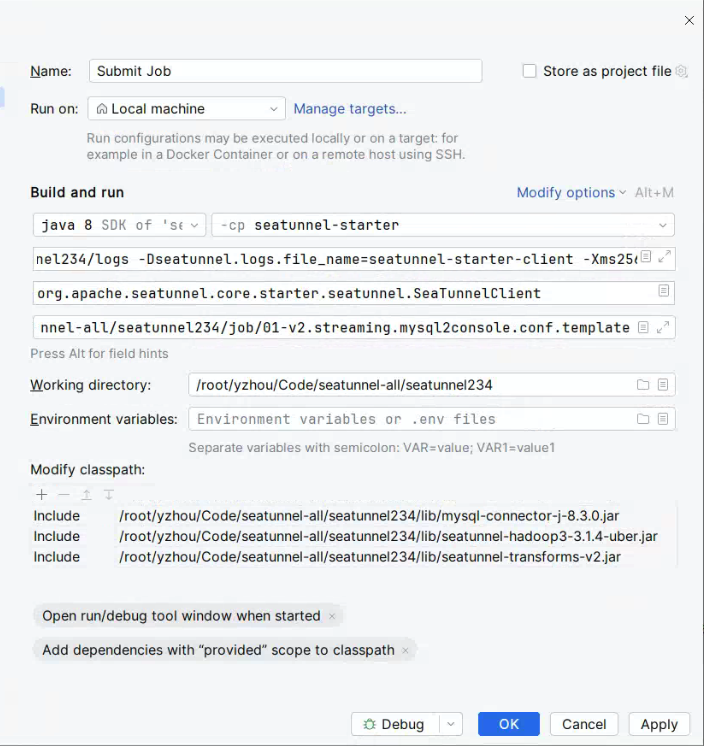 Name: Submit Job Store as project file
Run on: Local machine Manage targets...
Run configurations may be executed locally or on a target: for
example in a Docker Container or on a remote host using SSH.
Build and run Modify options Alt+M
java 8 SDK of 'se -cp seatunnel-starter
nel234/logs -Dseatunnel.logs.file_name=seatunnel-starter-client -Xms256
org.apache.seatunnel.core.starter.seatunnel.SeaTunnelClient
nnel-all/seatunnel234/job/01-v2.streaming.mysql2console.conf.template
Press Alt for field hints
Working directory: /root/yzhou/Code/seatunnel-all/seatunnel234
Environment variables: Environment variables or .env files
Separate variables with semicolon: VAR=value; VAR1=value1
Modify classpath:
Include /root/yzhou/Code/seatunnel-all/seatunnel234/lib/mysql-connector-j-8.3.0.jar
Include /root/yzhou/Code/seatunnel-all/seatunnel234/lib/seatunnel-hadoop3-3.1.4-uber.jar
Include /root/yzhou/Code/seatunnel-all/seatunnel234/lib/seatunnel-transforms-v2.jar
Open run/debug tool window when started ×
Add dependencies with “provided” scope to classpath ×
Debug OK Cancel Apply